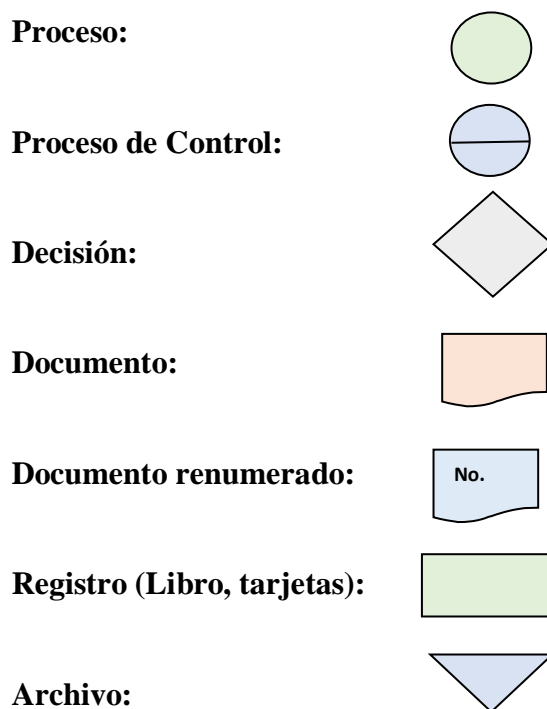 Proceso:
Proceso de Control:
Decisión:
Documento:
Documento renumerado:
No.
Registro (Libro, tarjetas):
Archivo: